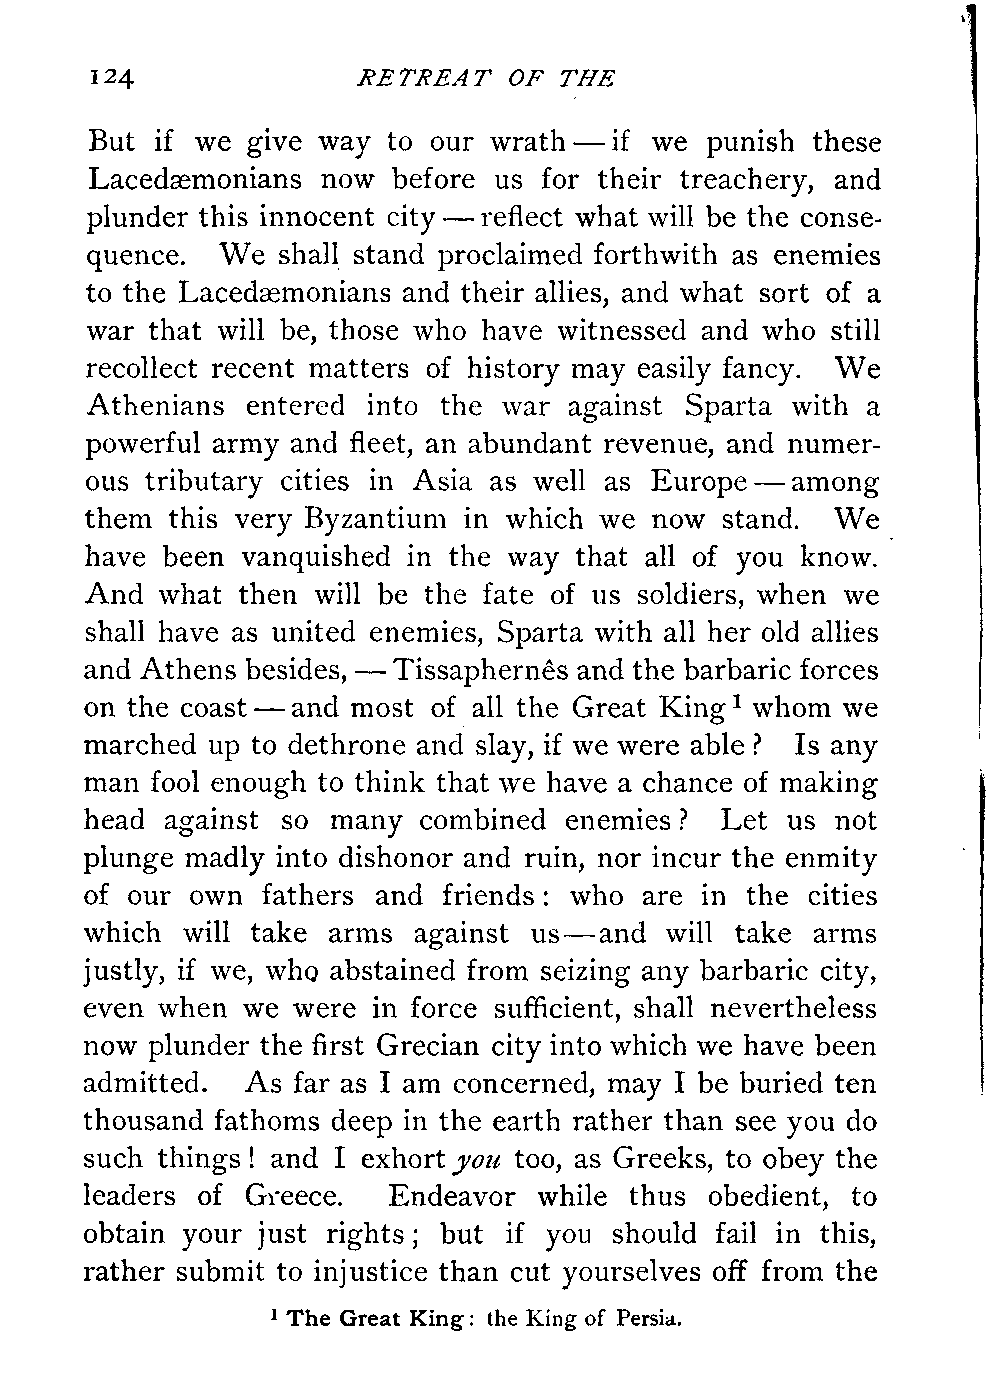 124 RETREAT OF THE
But if we give way to our wrath — if we punish these
Lacedæmonians now before us for their treachery, and
plunder this innocent city — reflect what will be the conse-
quence. We shall stand proclaimed forthwith as enemies
to the Lacedæmonians and their allies, and what sort of a
war that will be, those who have witnessed and who still
recollect recent matters of history may easily fancy. We
Athenians entered into the war against Sparta with a
powerful army and fleet, an abundant revenue, and numer-
ous tributary cities in Asia as well as Europe — among
them this very Byzantium in which we now stand. We
have been vanquished in the way that all of you know.
And what then will be the fate of us soldiers, when we
shall have as united enemies, Sparta with all her old allies
and Athens besides, — Tissaphernês and the barbaric forces
on the coast — and most of all the Great King ¹ whom we
marched up to dethrone and slay, if we were able ? Is any
man fool enough to think that we have a chance of making
head against so many combined enemies ? Let us not
plunge madly into dishonor and ruin, nor incur the enmity
of our own fathers and friends : who are in the cities
which will take arms against us—and will take arms
justly, if we, who abstained from seizing any barbaric city,
even when we were in force sufficient, shall nevertheless
now plunder the first Grecian city into which we have been
admitted. As far as I am concerned, may I be buried ten
thousand fathoms deep in the earth rather than see you do
such things ! and I exhort you too, as Greeks, to obey the
leaders of Greece. Endeavor while thus obedient, to
obtain your just rights ; but if you should fail in this,
rather submit to injustice than cut yourselves off from the
¹ The Great King : the King of Persia.